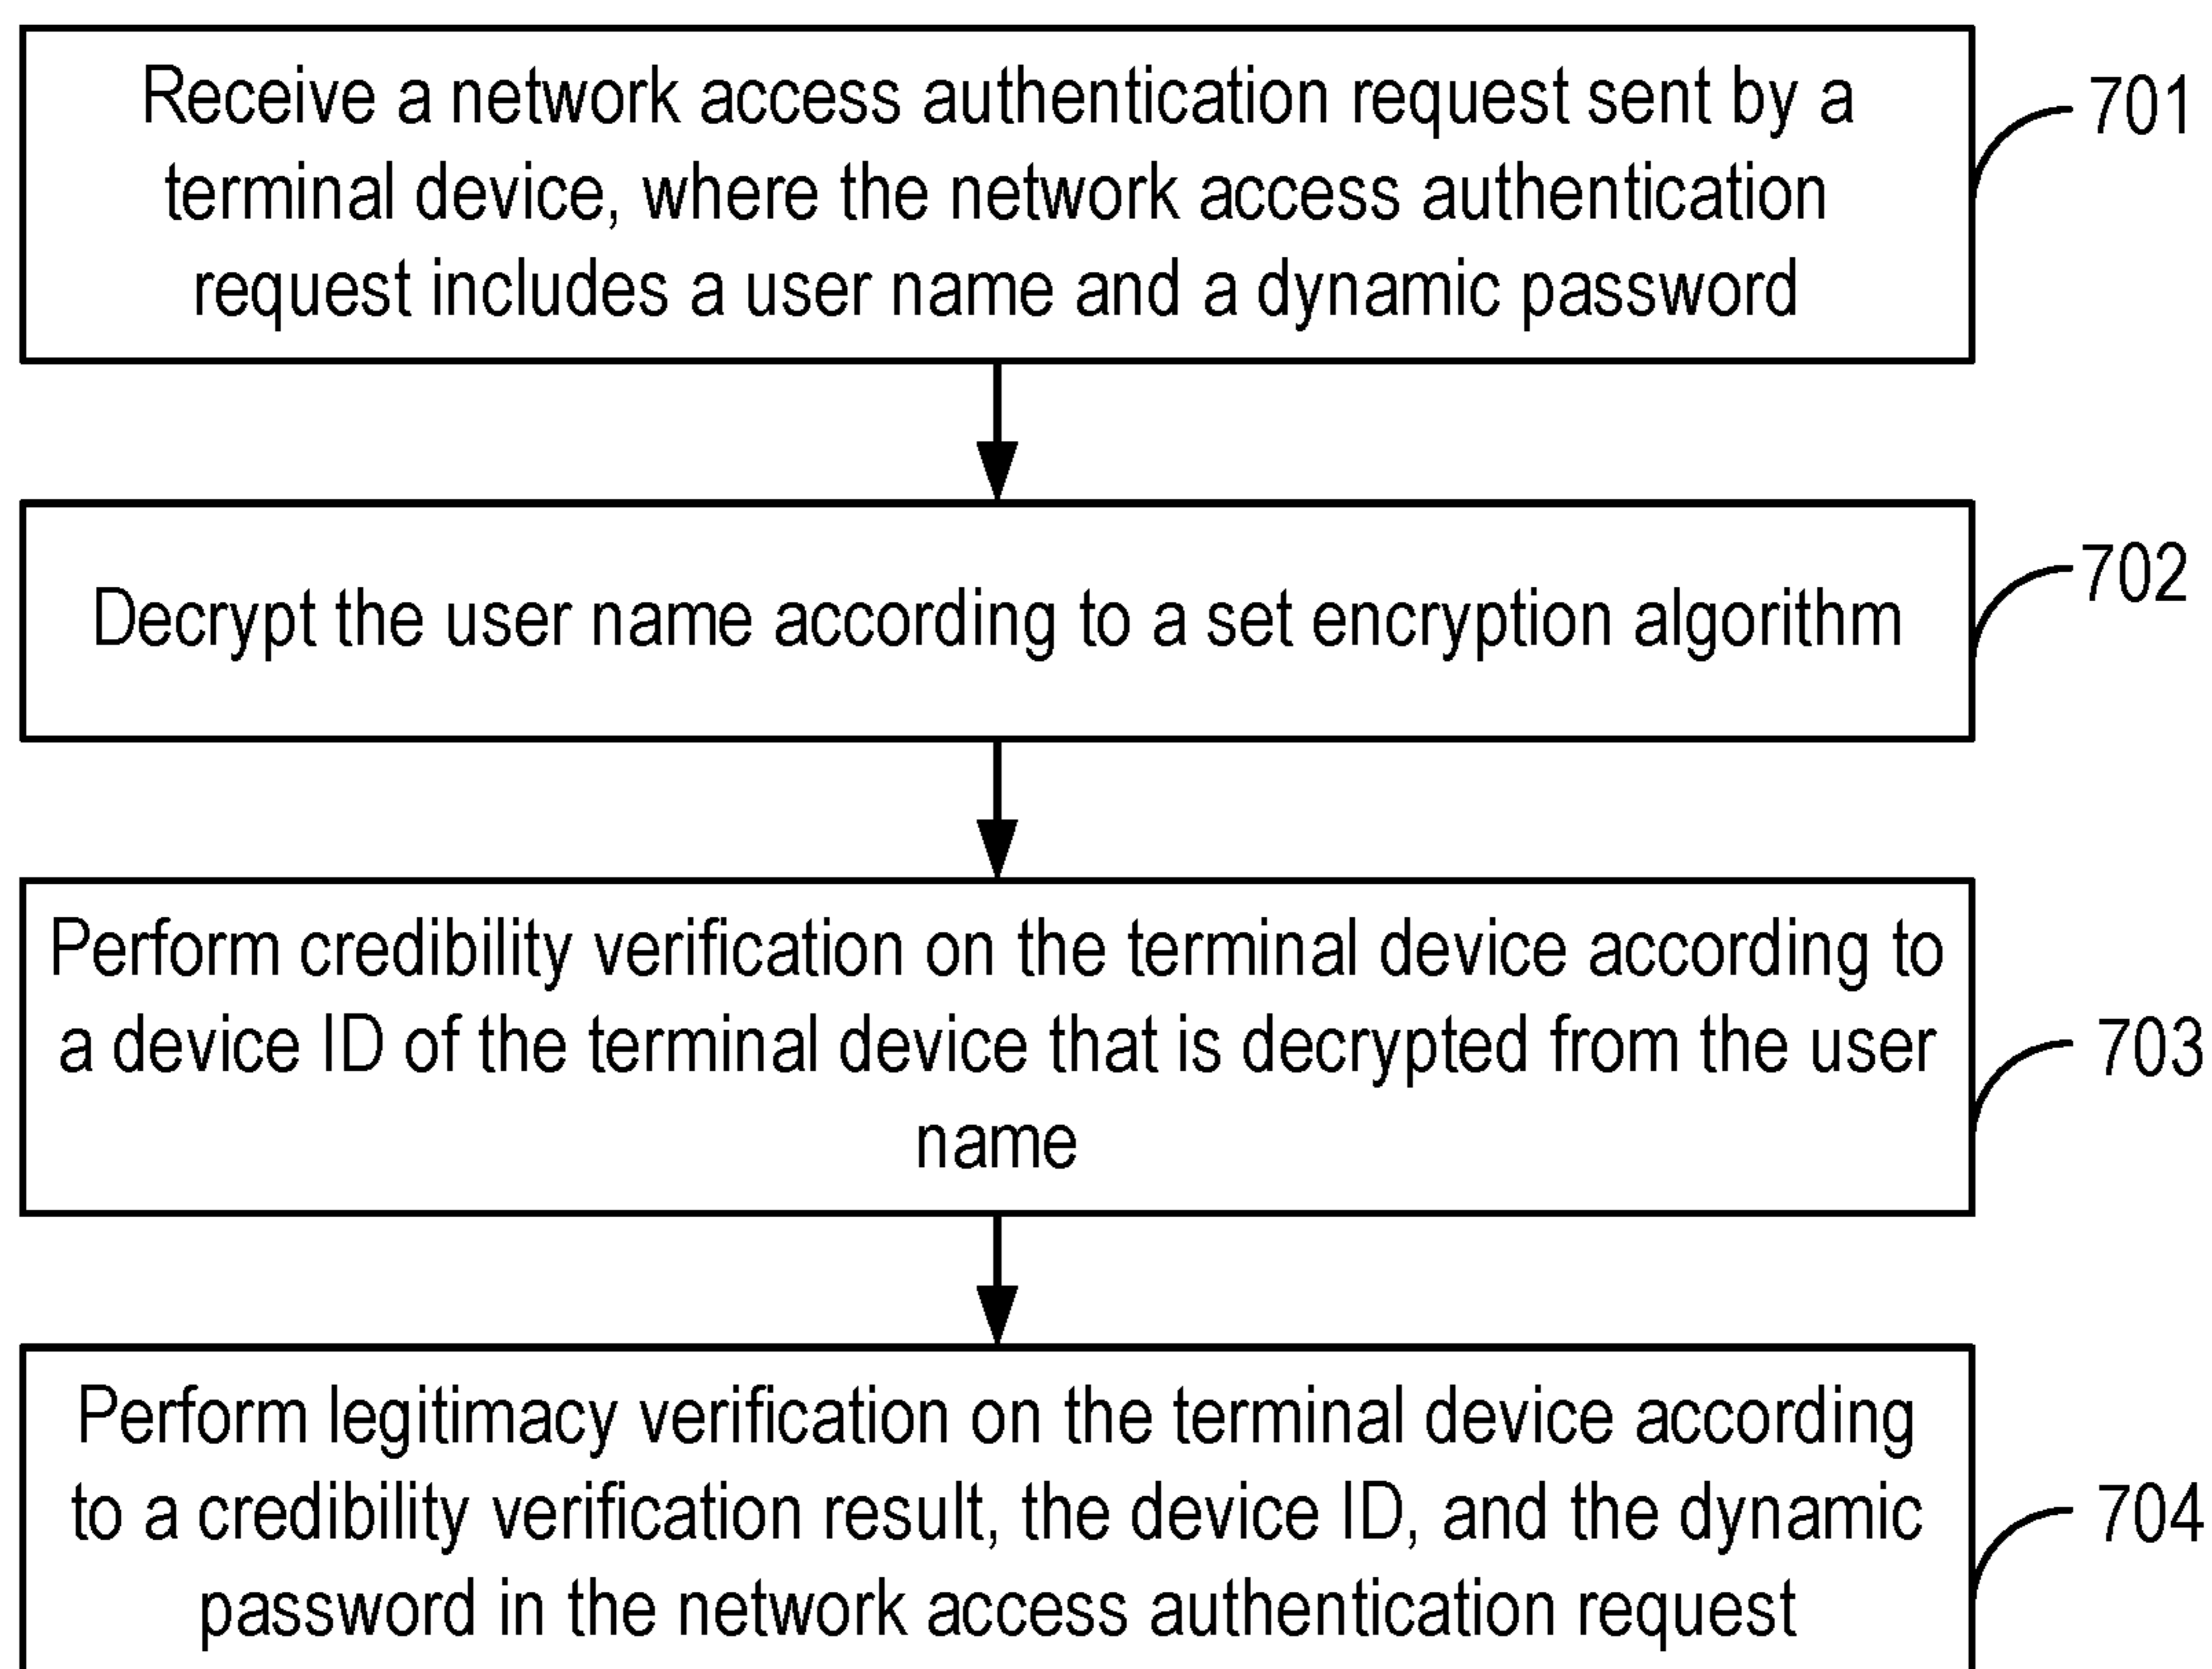 Receive a network access authentication request sent by a
terminal device, where the network access authentication
request includes a user name and a dynamic password
701
Decrypt the user name according to a set encryption algorithm
702
Perform credibility verification on the terminal device according to
a device ID of the terminal device that is decrypted from the user
name
703
Perform legitimacy verification on the terminal device according
to a credibility verification result, the device ID, and the dynamic
password in the network access authentication request
704